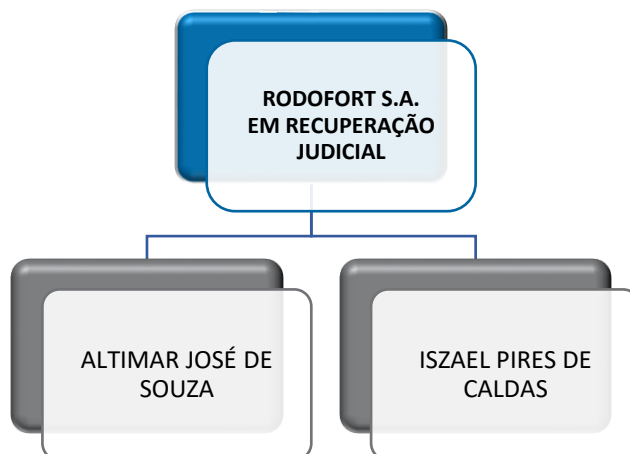 RODOFORT S.A.
EM RECUPERAÇÃO
JUDICIAL
ALTIMAR JOSÉ DE
SOUZA
ISZAEL PIRES DE
CALDAS